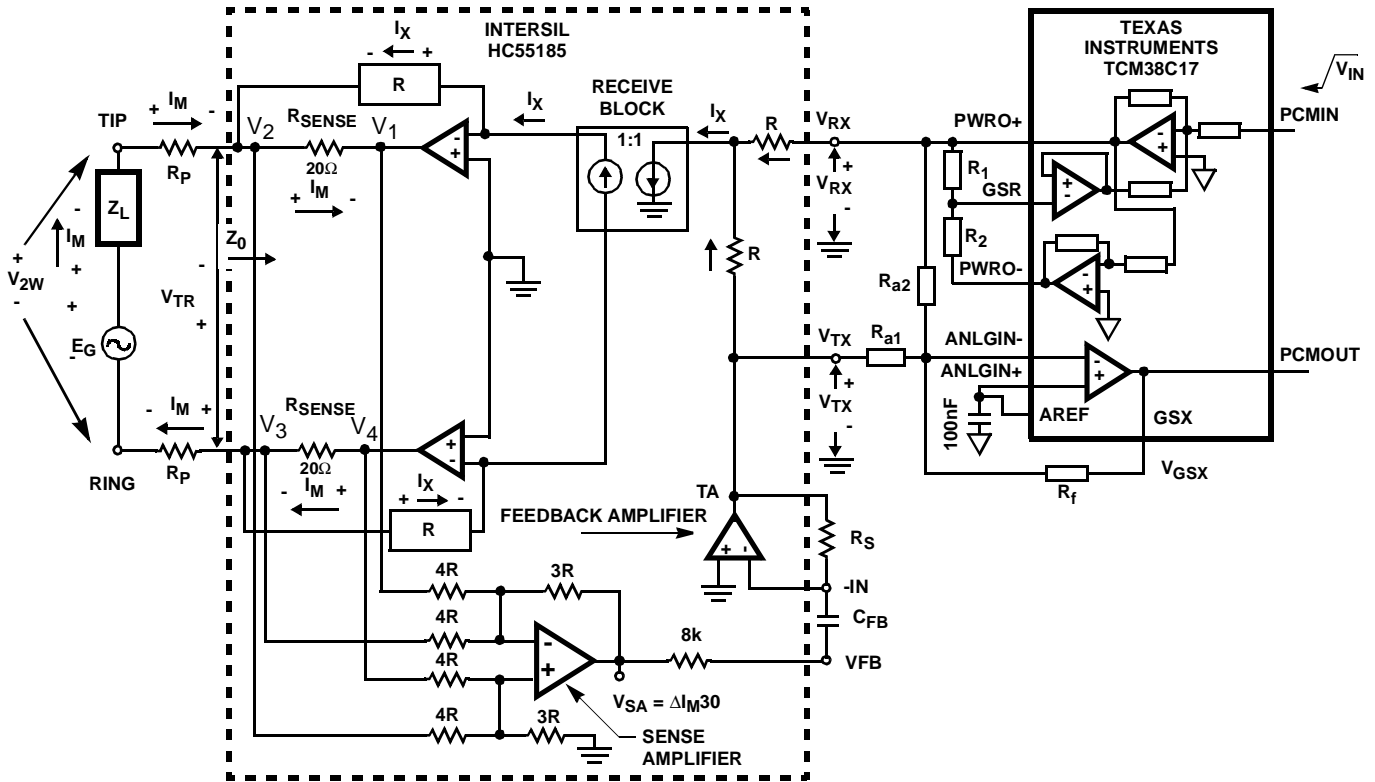 INTERSIL
HC55185
TEXAS
INSTRUMENTS
TCM38C17
V_IN
I_X
- +
R
RECEIVE
BLOCK
1:1
I_X
I_X
R
V_RX
PWRO+
PCMIN
TIP
+ I_M -
V_2
R_SENSE
V_1
-
+
-
+
R_P
20Ω
+ I_M -
+
V_RX
-
R_1
GSR
+
-
R_2
PWRO-
-
+
Z_L
-
I_M
+
+
V_2W
-
Z_0
-
V_TR
+
R
R_a2
+
E_G
-
V_TX
R_a1
ANLGIN-
ANLGIN+
-
+
PCMOUT
+
V_TX
-
100nF
AREF
GSX
- I_M +
V_3
R_SENSE
V_4
+
-
R_P
20Ω
- I_M +
RING
I_X
+ -
R
V_GSX
R_f
TA
FEEDBACK AMPLIFIER
+ -
R_S
-IN
C_FB
VFB
4R
3R
4R
-
8k
4R
+
V_SA = ΔI_M30
4R
3R
SENSE
AMPLIFIER